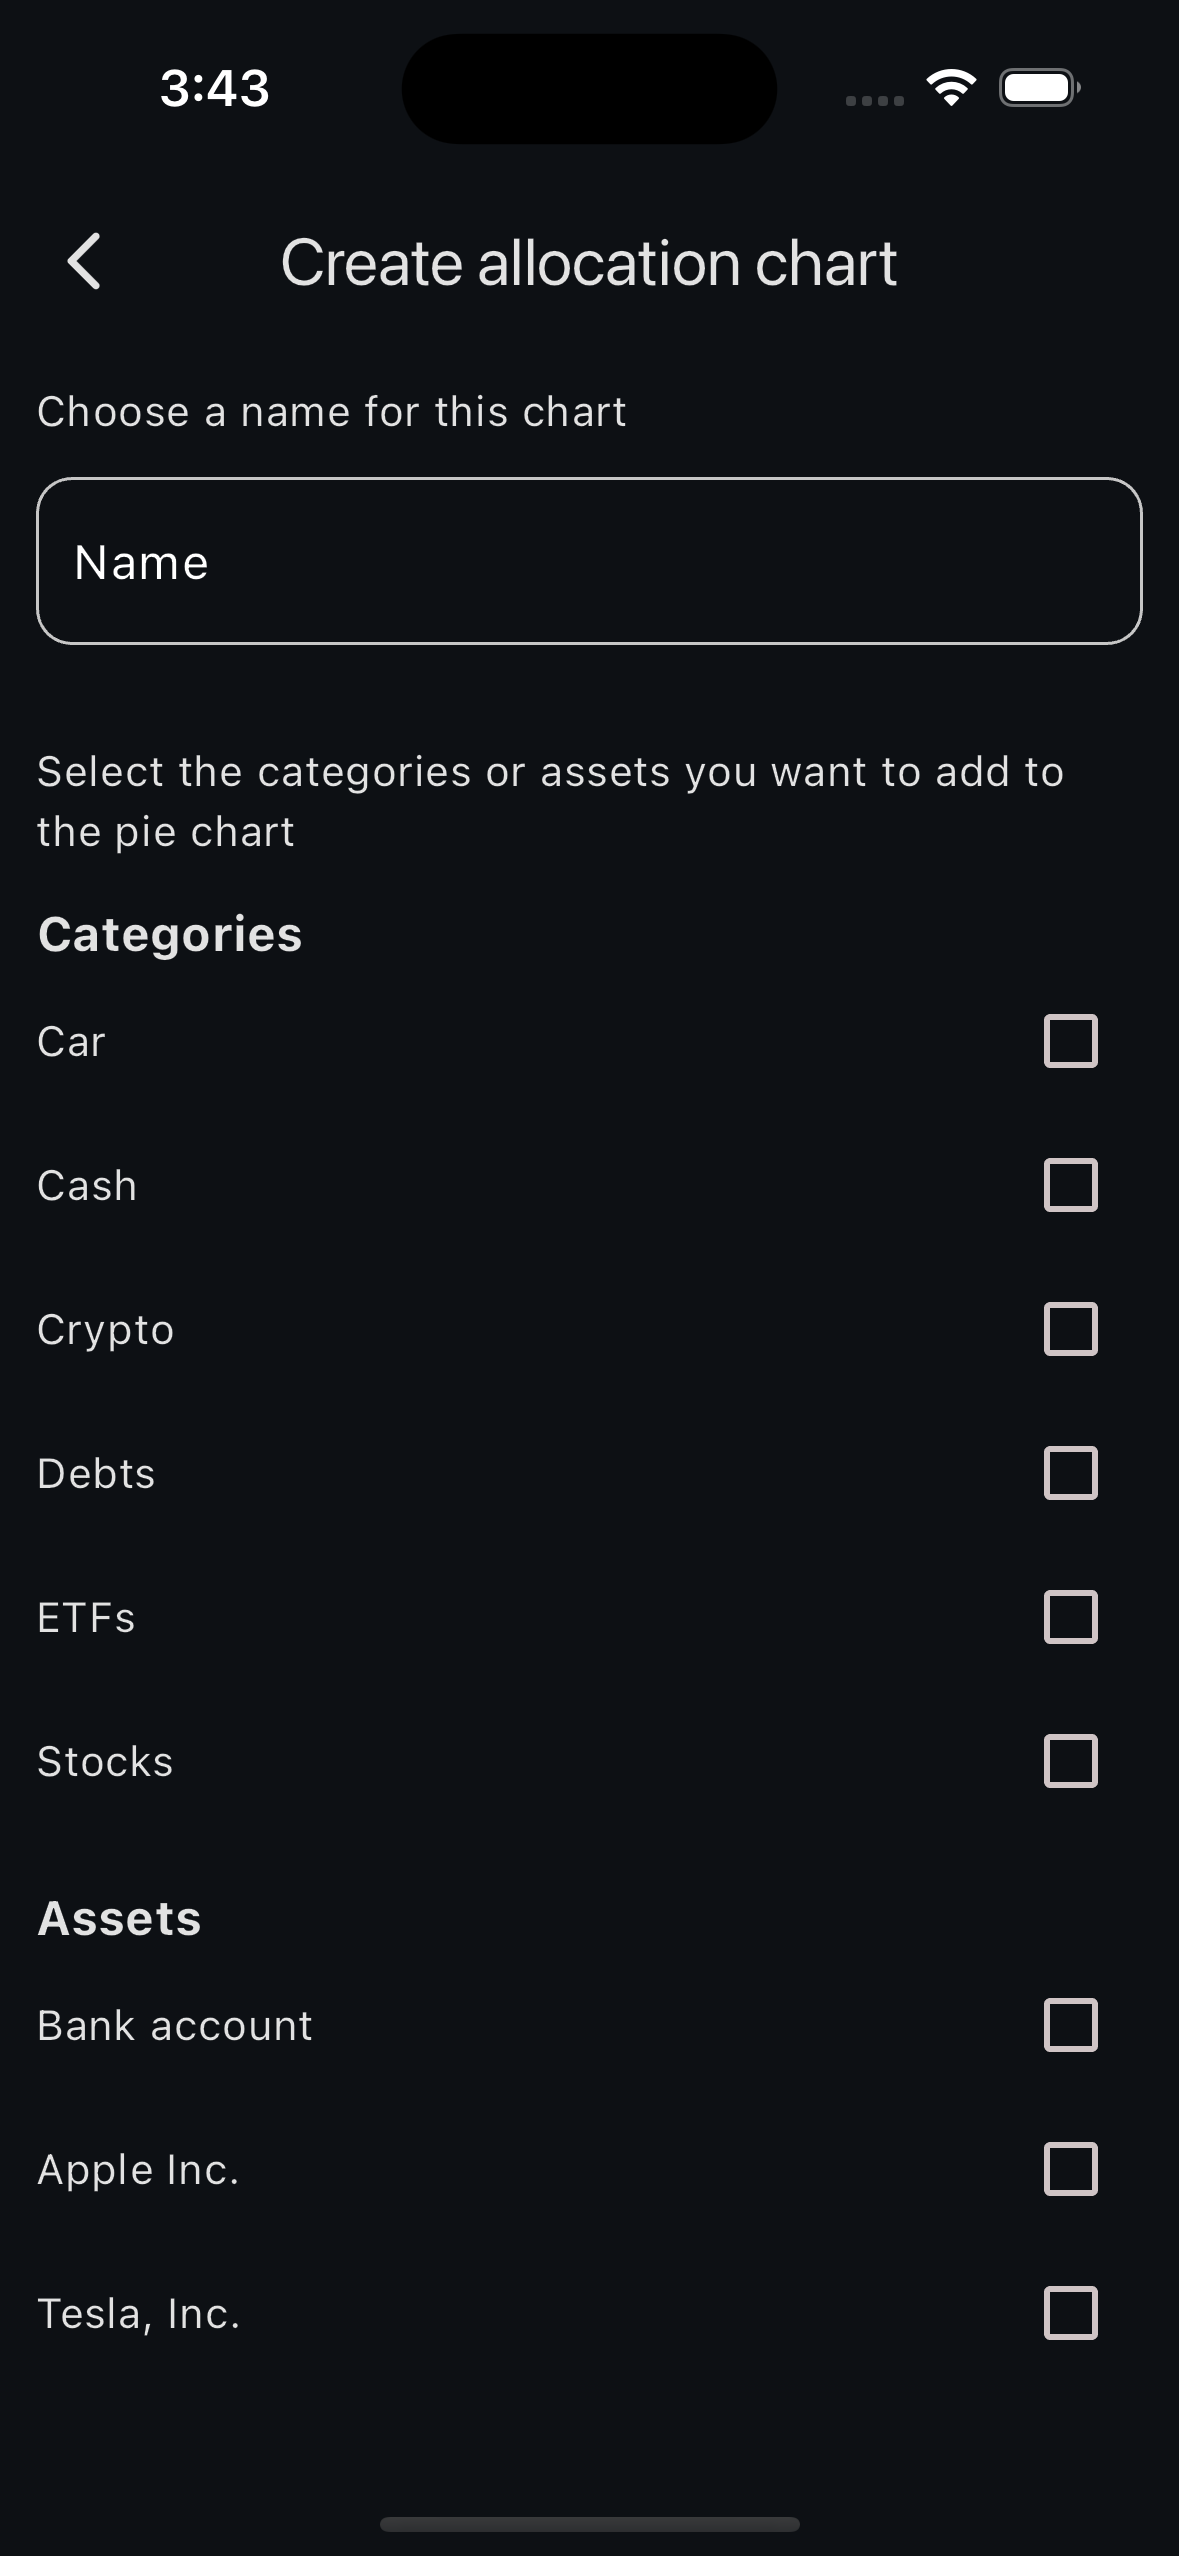 3:43
Create allocation chart
Choose a name for this chart
Name
Select the categories or assets you want to add to
the pie chart
Categories
Car
Cash
Crypto
Debts
ETFs
Stocks
Assets
Bank account
Apple Inc.
Tesla, Inc.